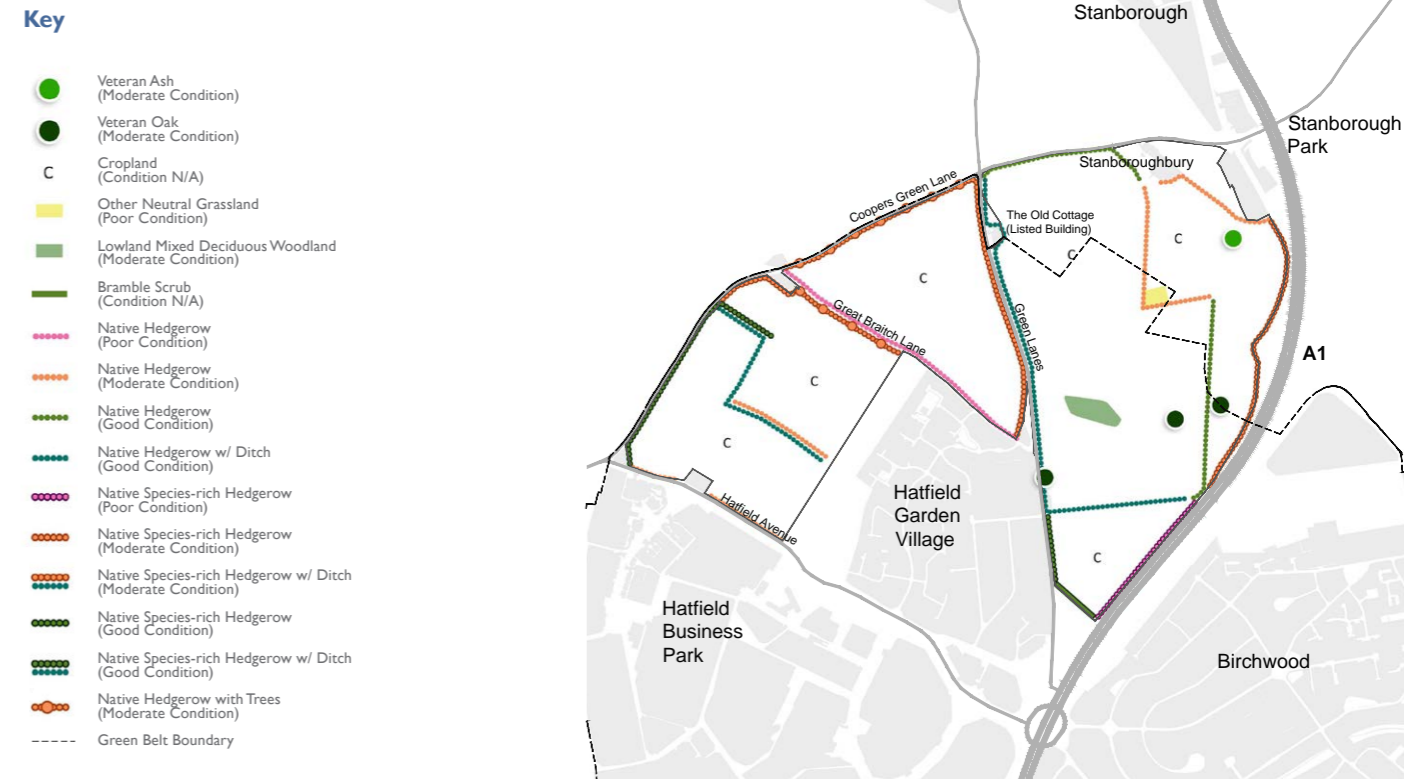 Key
Veteran Ash
(Moderate Condition)
Veteran Oak
(Moderate Condition)
C
Cropland
(Condition N/A)
Other Neutral Grassland
(Poor Condition)
Lowland Mixed Deciduous Woodland
(Moderate Condition)
Bramble Scrub
(Condition N/A)
Native Hedgerow
(Poor Condition)
Native Hedgerow
(Moderate Condition)
Native Hedgerow
(Good Condition)
Native Hedgerow w/ Ditch
(Good Condition)
Native Species-rich Hedgerow
(Poor Condition)
Native Species-rich Hedgerow
(Moderate Condition)
Native Species-rich Hedgerow w/ Ditch
(Moderate Condition)
Native Species-rich Hedgerow
(Good Condition)
Native Species-rich Hedgerow w/ Ditch
(Good Condition)
Native Hedgerow with Trees
(Moderate Condition)
Green Belt Boundary
Stanborough
Stanborough
Park
Stanboroughbury
Coopers Green Lane
The Old Cottage
(Listed Building)
C
C
C
Great Braitch Lane
Green Lanes
A1
C
C
Hatfield Avenue
Hatfield
Garden
Village
C
Hatfield
Business
Park
Birchwood